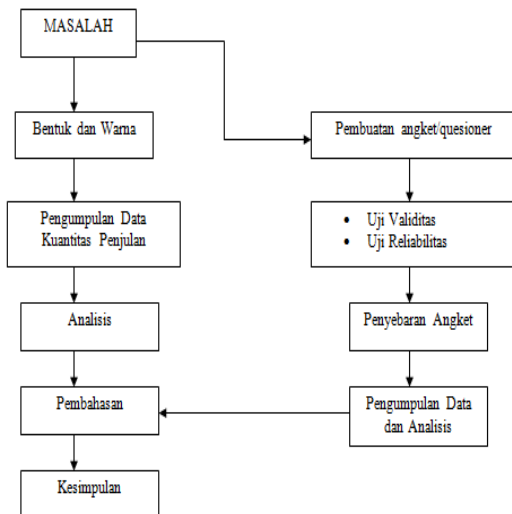 MASALAH
Bentuk dan Warna
Pengumpulan Data
Kuantitas Penjulan
Analisis
Pembahasan
Kesimpulan
Pembuatan angket/quesioner
• Uji Validitas
• Uji Reliabilitas
Penyebaran Angket
Pengumpulan Data
dan Analisis